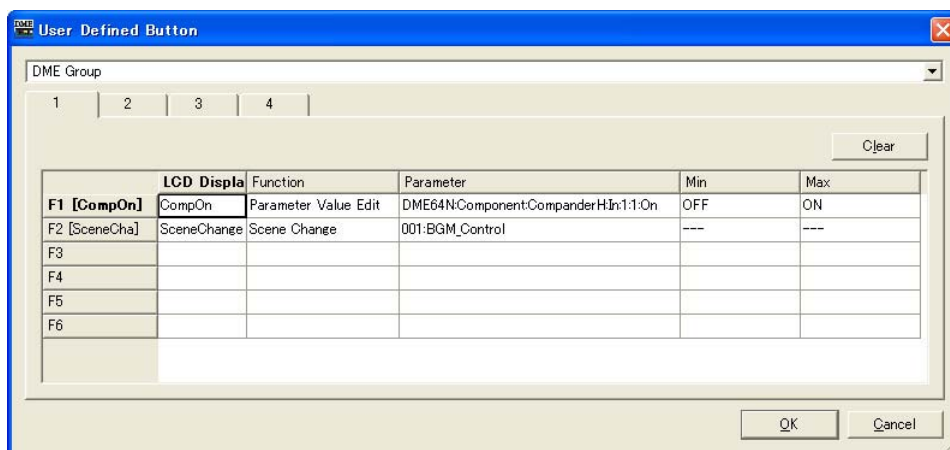 DME User Defined Button
DME Group
1 2 3 4
Clear
LCD Displa Function Parameter Min Max
F1 [CompOn] CompOn Parameter Value Edit DME64N:Component:CompanderH:In:1:1:On OFF ON
F2 [SceneCha] SceneChange Scene Change 001:BGM_Control --- ---
F3
F4
F5
F6
OK Cancel